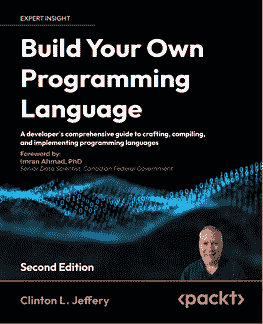 EXPERT INSIGHT
Build Your Own
Programming
Language
A developer's comprehensive guide to crafting, compiling,
and implementing programming languages
Foreword by
Imran Ahmad, PhD
Senior Data Scientist, Canadian Federal Government
Second Edition
Clinton L. Jeffery
<packt>